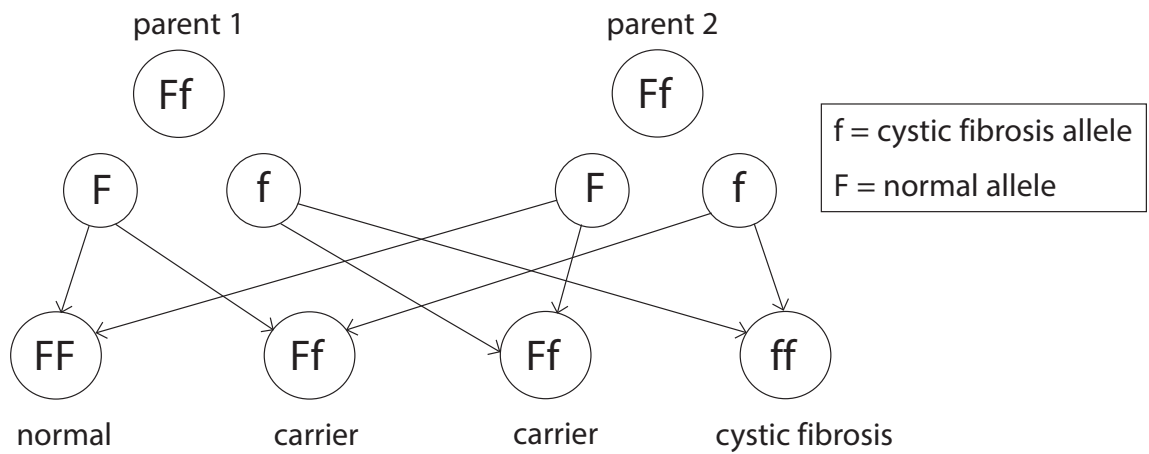 parent 1
parent 2
Ff
Ff
f = cystic fibrosis allele
F = normal allele
F
f
F
f
FF
Ff
Ff
ff
normal
carrier
carrier
cystic fibrosis